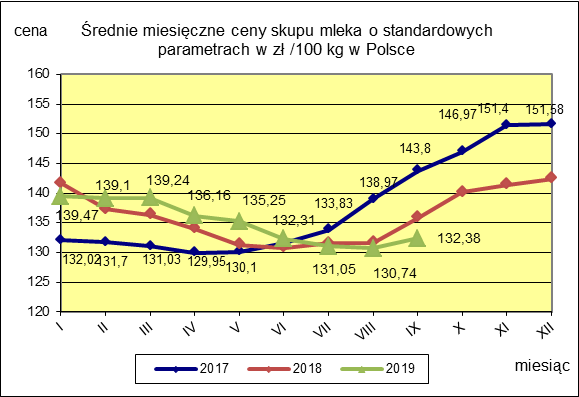 cena
Średnie miesięczne ceny skupu mleka o standardowych
parametrach w zł /100 kg w Polsce
160
155
150
145
140
135
130
125
120
146,97
151,4
151,58
143,8
138,97
133,83
139,1
139,24
136,16
135,25
132,31
139,47
132,38
132,02
131,7
131,03
129,95
130,1
131,05
130,74
I
II
III
IV
V
VI
VII
VIII
IX
X
XI
XII
miesiąc
2017
2018
2019